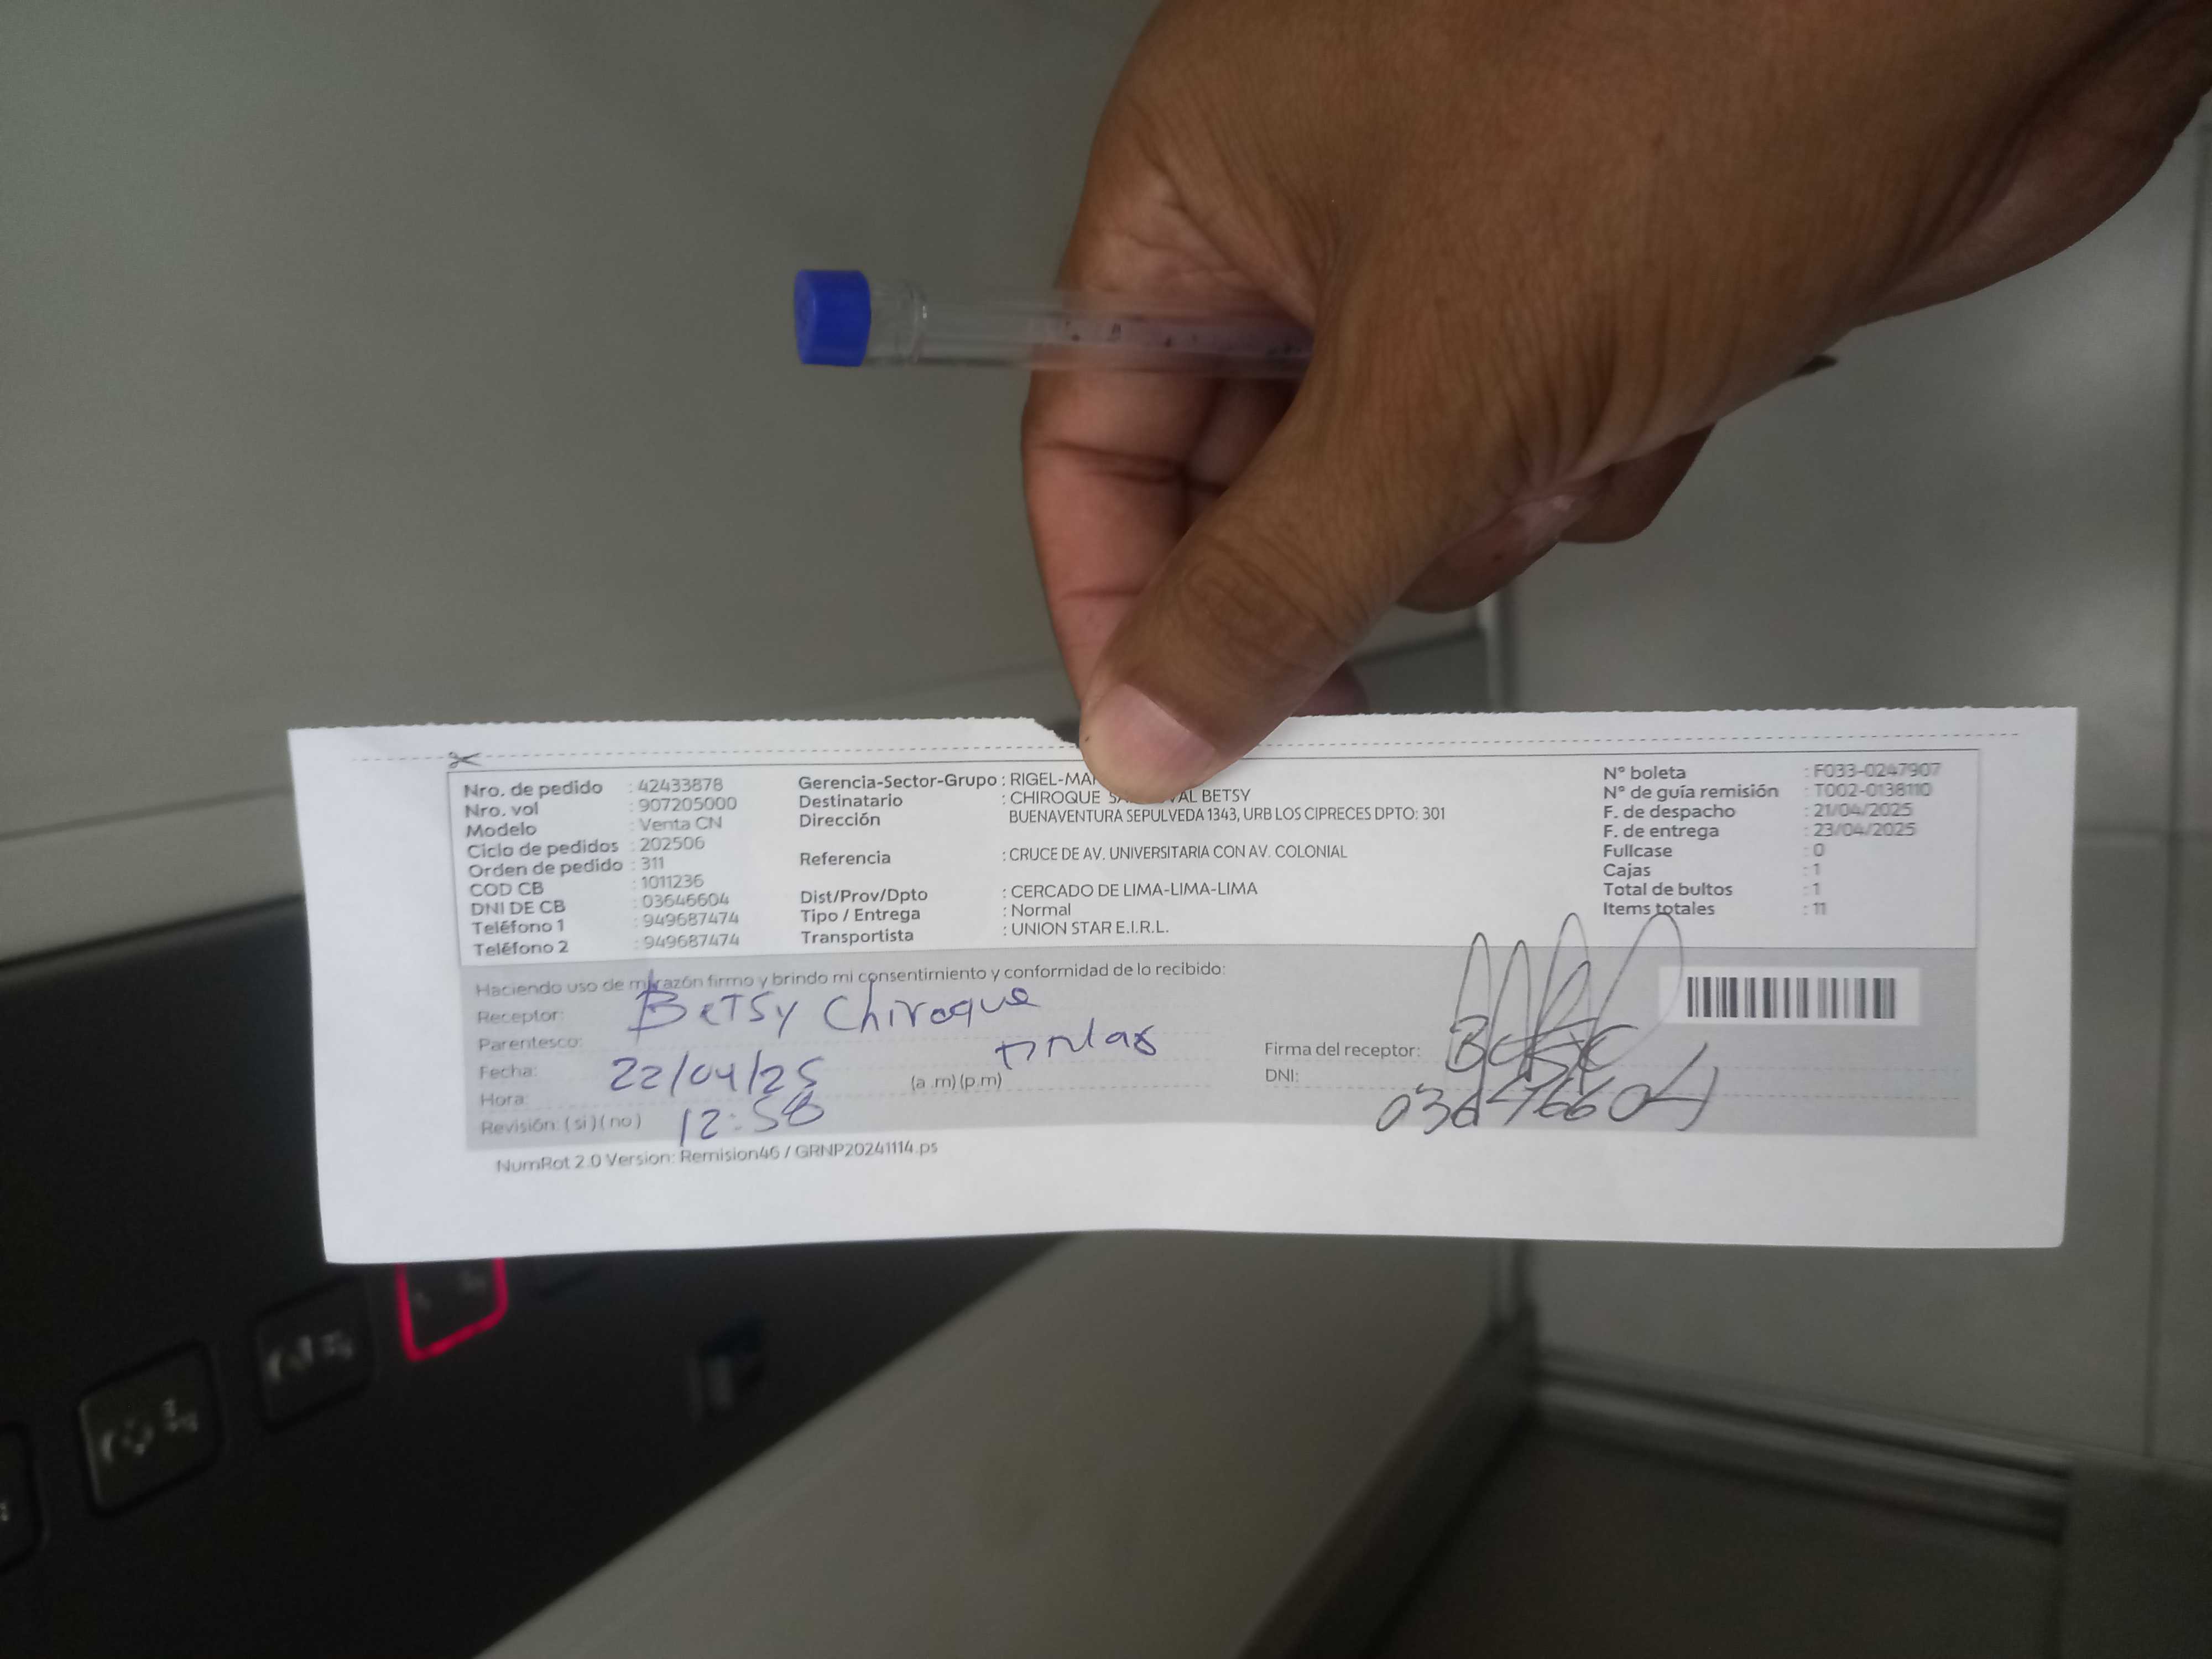 Nro. de pedido : 42433878
Nro. vol : 907205000
Modelo : Venta CN
Ciclo de pedidos : 202506
Orden de pedido : 311
COD CB : 1011236
DNI DE CB : 03646604
Teléfono 1 : 949687474
Teléfono 2 : 949687474
Gerencia-Sector-Grupo : RIGEL-
Destinatario : CHIROQUE BETSY
Dirección BUENAVENTURA SEPULVEDA 1343, URB LOS CIPRECES DPTO: 301
Referencia : CRUCE DE AV. UNIVERSITARIA CON AV. COLONIAL
Dist/Prov/Dpto : CERCADO DE LIMA-LIMA-LIMA
Tipo / Entrega : Normal
Transportista : UNION STAR E.I.R.L.
N° boleta : F033-0247907
N° de guía remisión : T002-0138110
F. de despacho : 21/04/2025
F. de entrega : 23/04/2025
Fullcase : 0
Cajas : 1
Total de bultos : 1
Items totales : 11
Haciendo uso de mi razón firmo y brindo mi consentimiento y conformidad de lo recibido:
Receptor: Betsy Chiroque
Parentesco:
Fecha: 22/04/25
Hora: 12:58 (a .m) (p.m)
Revisión: ( si ) ( no )
Firma del receptor:
DNI: 03646604
NumRot 2.0 Version: Remision46 / GRNP20241114.ps